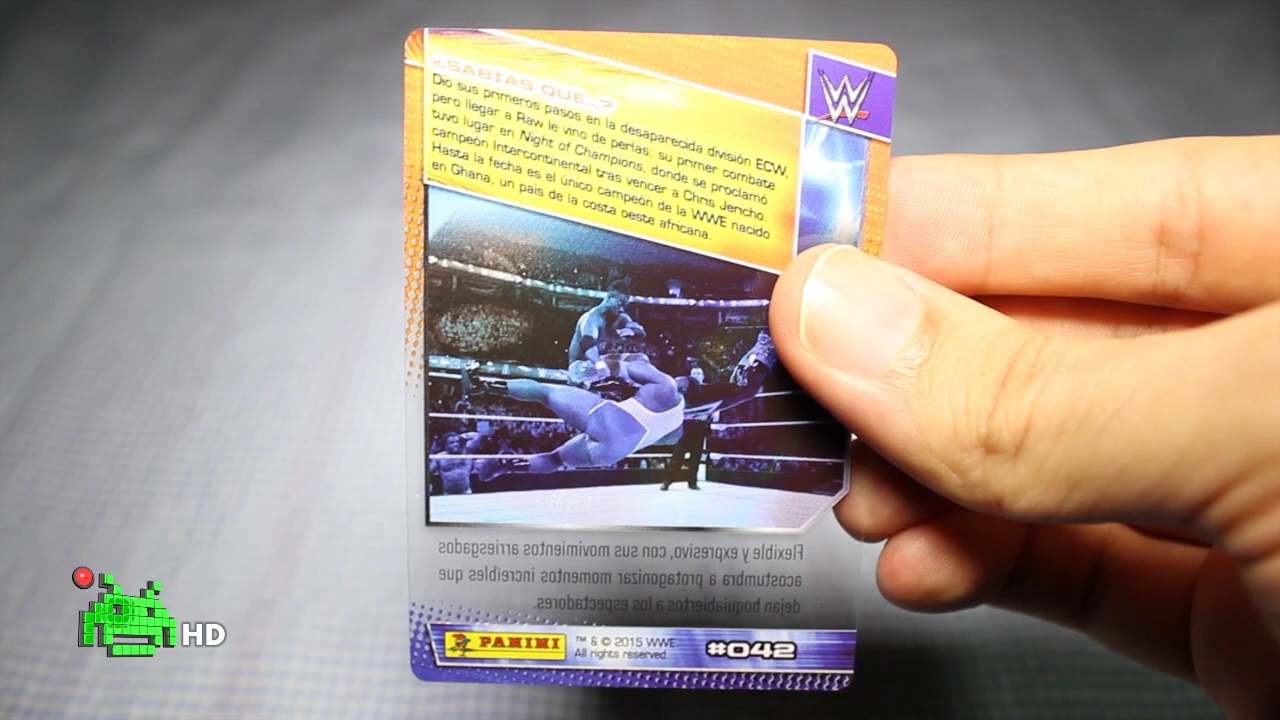 ¿SABIAS QUE...?
Dio sus primeros pasos en la desaparecida división ECW,
pero llegar a Raw le vino de perlas: su primer combate
tuvo lugar en Night of Champions, donde se proclamó
campeón Intercontinental tras vencer a Chris Jericho.
Hasta la fecha es el único campeón de la WWE nacido
en Ghana, un país de la costa oeste africana.
W
Flexible y expresivo, con sus movimientos arriesgados
acostumbra a protagonizar momentos increíbles que
dejan boquiabiertos a los espectadores.
PANINI
™ & © 2015 WWE.
All rights reserved.
#042
HD